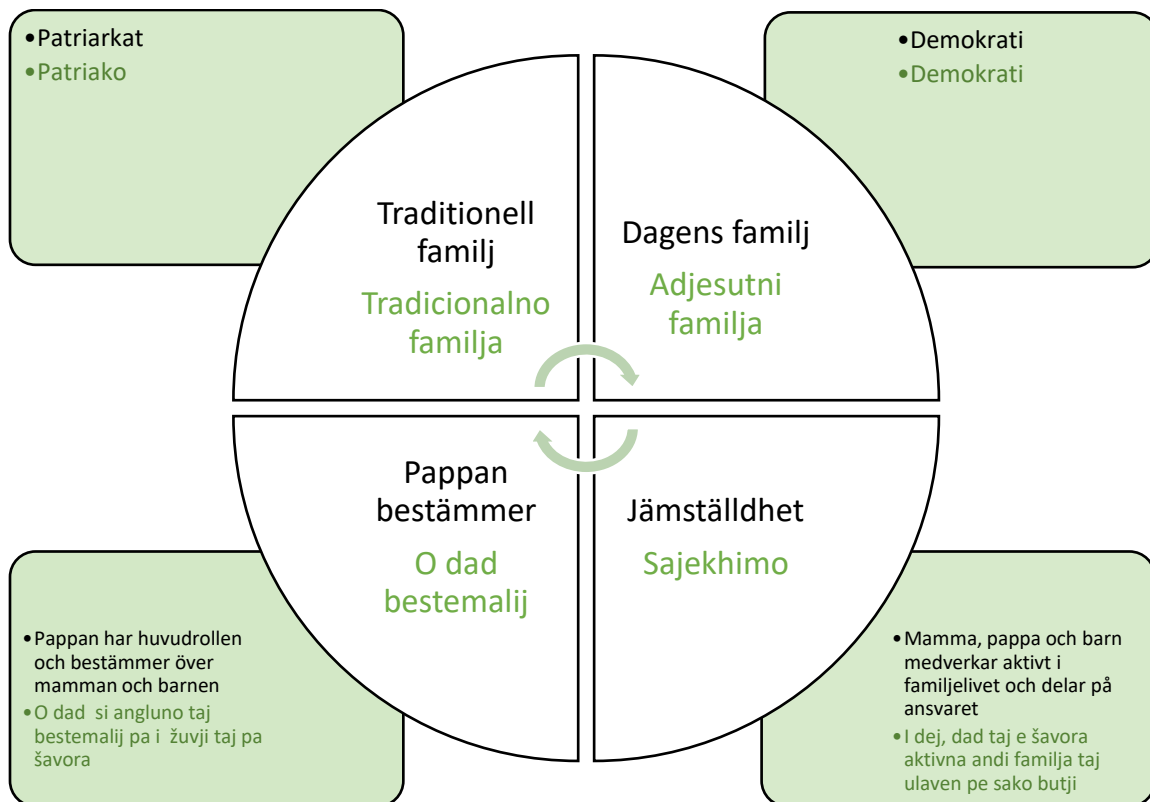 •Patriarkat
•Patriako
•Demokrati
•Demokrati
Traditionell
familj
Tradicionalno
familja
Dagens familj
Adjesutni
familja
Pappan
bestämmer
O dad
bestemalij
Jämställdhet
Sajekhimo
•Pappan har huvudrollen
och bestämmer över
mamman och barnen
•O dad si angluno taj
bestemalij pa i žuvji taj pa
šavora
•Mamma, pappa och barn
medverkar aktivt i
familjelivet och delar på
ansvaret
•I dej, dad taj e šavora
aktivna andi familja taj
ulaven pe sako butji